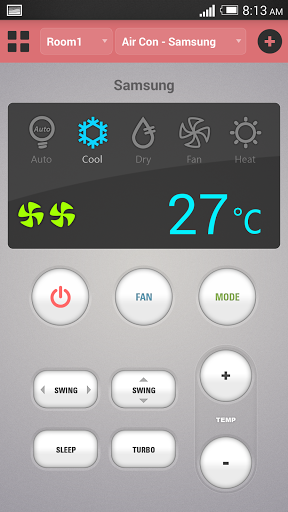 8:13 AM
Room1
Air Con - Samsung
Samsung
Auto
Auto Cool Dry Fan Heat
27°C
FAN
MODE
SWING
SWING
+
TEMP
-
SLEEP
TURBO